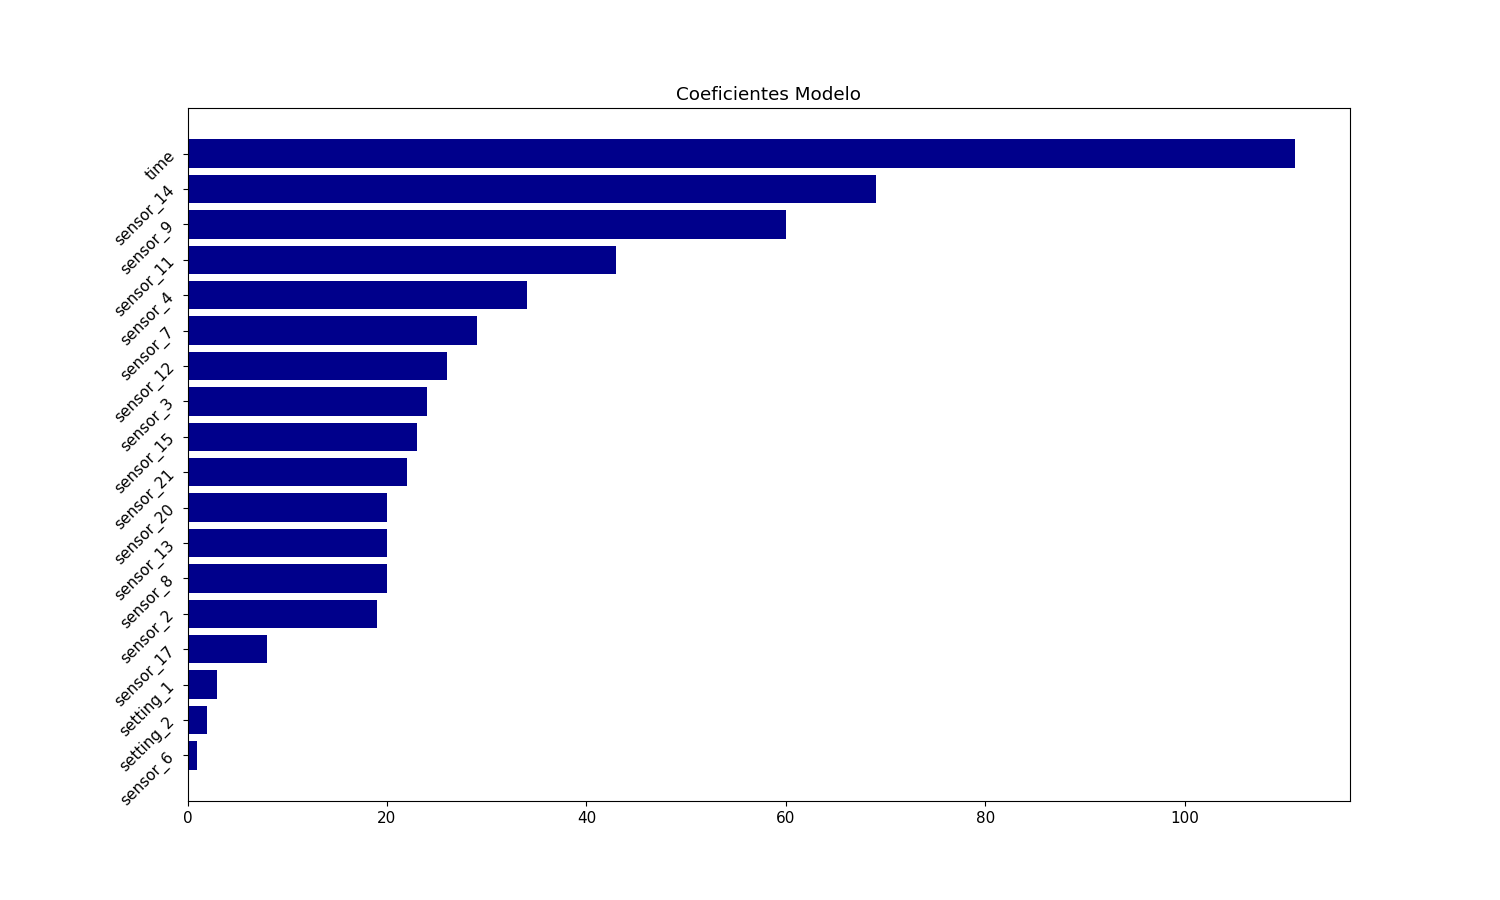 Coeficientes Modelo
time
sensor_14
sensor_9
sensor_11
sensor_4
sensor_7
sensor_12
sensor_3
sensor_15
sensor_21
sensor_20
sensor_13
sensor_8
sensor_2
sensor_17
setting_1
setting_2
sensor_6
0 20 40 60 80 100